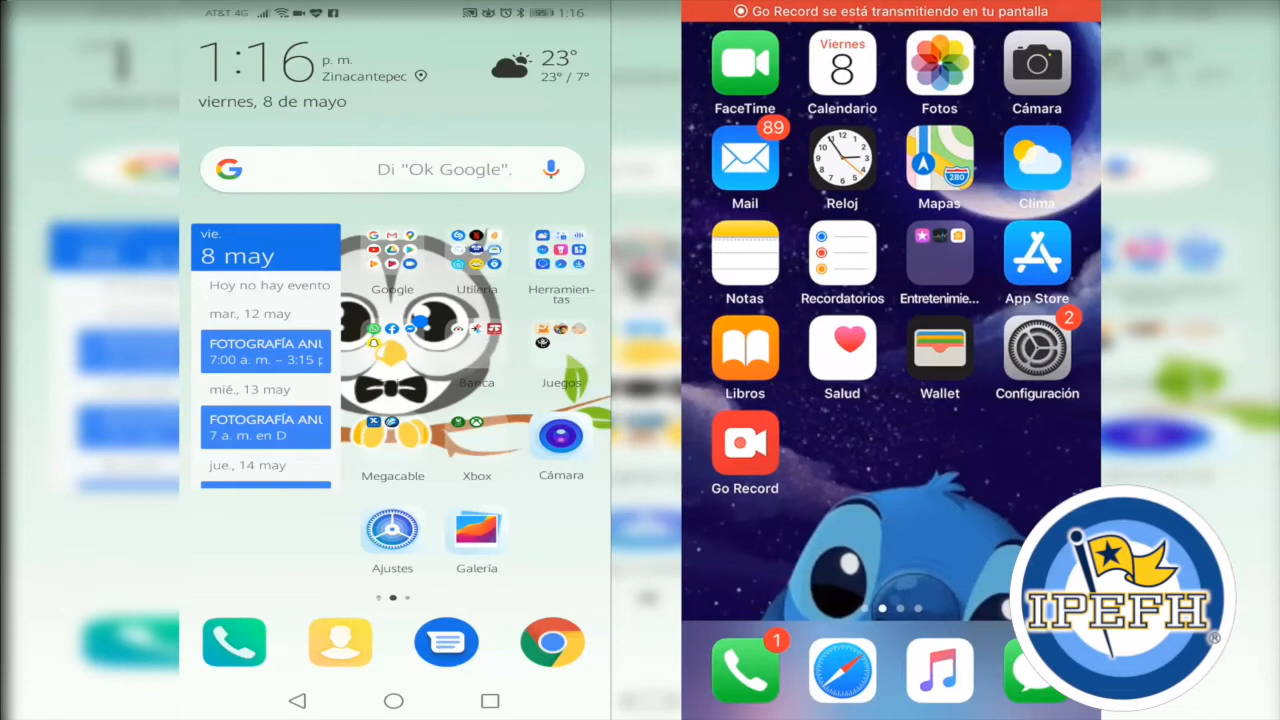 AT&T 4G
95 1:16
1:16 p. m.
Zinacantepec
viernes, 8 de mayo
23°
23° / 7°
Di "Ok Google".
vie.
8 may
Hoy no hay evento
mar., 12 may
FOTOGRAFÍA ANU
7:00 a. m. – 3:15 p
mié., 13 may
FOTOGRAFÍA ANU
7 a. m. en D
jue., 14 may
Google
Utilería
Herramien-
tas
Banca
Juegos
Megacable
Xbox
Cámara
Ajustes
Galería
Go Record se está transmitiendo en tu pantalla
Viernes
8
FaceTime
Calendario
Fotos
Cámara
89
12
280
Mail
Reloj
Mapas
Clima
Notas
Recordatorios
Entretenimie...
App Store
2
Libros
Salud
Wallet
Configuración
Go Record
1
IPEFH®